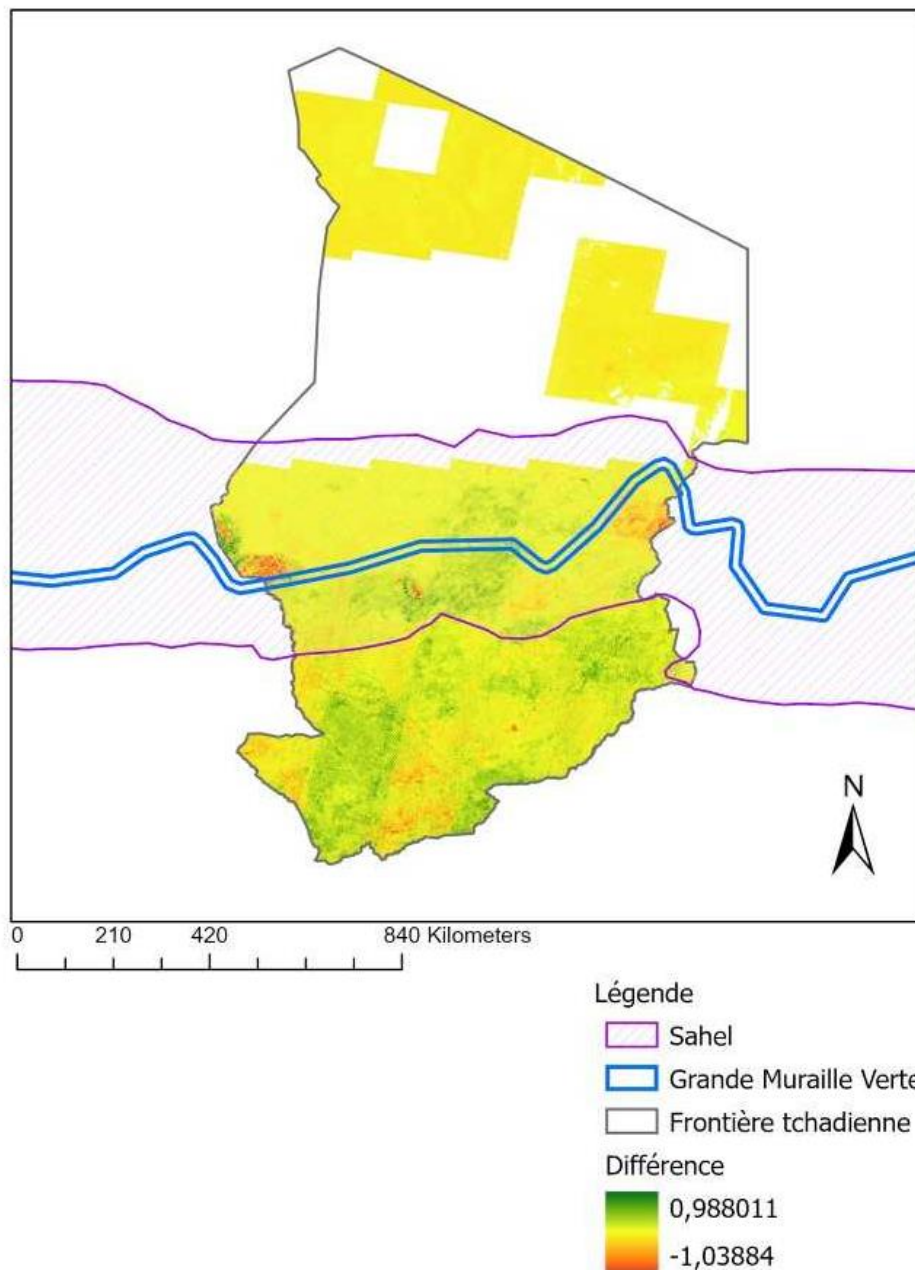 N
0 210 420 840 Kilometers
Légende
Sahel
Grande Muraille Verte
Frontière tchadienne
Différence
0,988011
-1,03884